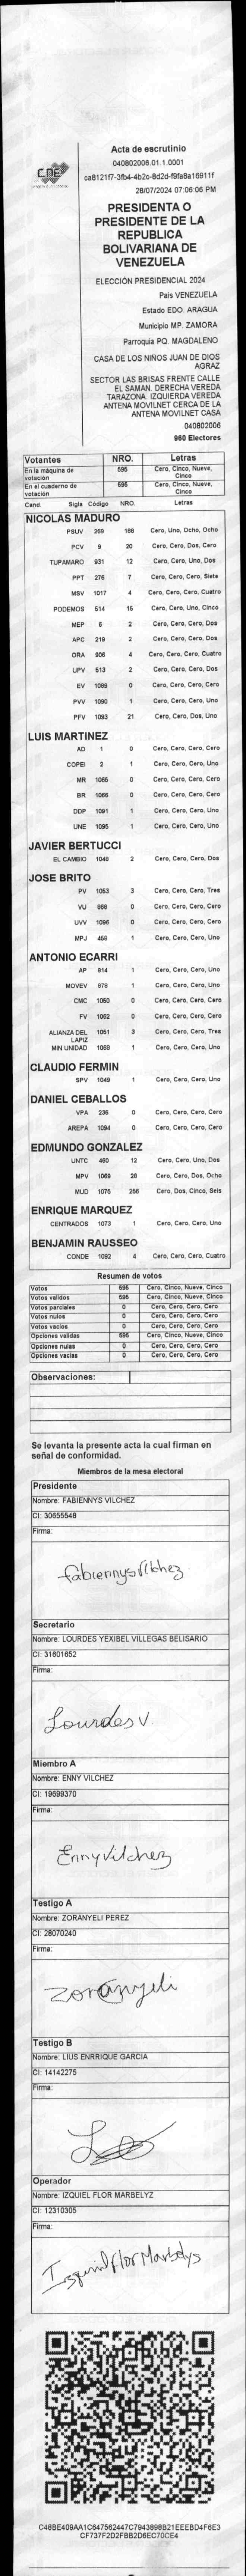 Acta de escrutinio
040802006.01.1.0001
ca8121f7-3fb4-4b2c-8d2d-f9fa8a16911f
28/07/2024 07:06:06 PM
CNE
PRESIDENTA O
PRESIDENTE DE LA
REPUBLICA
BOLIVARIANA DE
VENEZUELA
ELECCIÓN PRESIDENCIAL 2024
Pais VENEZUELA
Estado EDO. ARAGUA
Municipio MP. ZAMORA
Parroquia PQ. MAGDALENO
CASA DE LOS NINOS JUAN DE DIOS
AGRAZ
SECTOR LAS BRISAS FRENTE CALLE
EL SAMAN. DERECHA VEREDA
TARAZONA. IZQUIERDA VEREDA
ANTENA MOVILNET CERCA DE LA
ANTENA MOVILNET CASA
040802006
960 Electores
Votantes NRO. Letras
En la máquina de votación 595 Cero, Cinco, Nueve, Cinco
En el cuaderno de votación 595 Cero, Cinco, Nueve, Cinco
Cand. Sigla Código NRO. Letras
NICOLAS MADURO
PSUV 269 188 Cero, Uno, Ocho, Ocho
PCV 9 20 Cero, Cero, Dos, Cero
TUPAMARO 931 12 Cero, Cero, Uno, Dos
PPT 276 7 Cero, Cero, Cero, Siete
MSV 1017 4 Cero, Cero, Cero, Cuatro
PODEMOS 514 15 Cero, Cero, Uno, Cinco
MEP 5 2 Cero, Cero, Cero, Dos
APC 219 2 Cero, Cero, Cero, Dos
ORA 906 4 Cero, Cero, Cero, Cuatro
UPV 513 2 Cero, Cero, Cero, Dos
EV 1089 0 Cero, Cero, Cero, Cero
PVV 1090 1 Cero, Cero, Cero, Uno
PFV 1093 21 Cero, Cero, Dos, Uno
LUIS MARTINEZ
AD 1 0 Cero, Cero, Cero, Cero
COPEI 2 1 Cero, Cero, Cero, Uno
MR 1065 0 Cero, Cero, Cero, Cero
BR 1066 0 Cero, Cero, Cero, Cero
DDP 1091 1 Cero, Cero, Cero, Uno
UNE 1095 1 Cero, Cero, Cero, Uno
JAVIER BERTUCCI
EL CAMBIO 1048 2 Cero, Cero, Cero, Dos
JOSE BRITO
PV 1053 3 Cero, Cero, Cero, Tres
VU 868 0 Cero, Cero, Cero, Cero
UVV 1096 0 Cero, Cero, Cero, Cero
MPJ 458 1 Cero, Cero, Cero, Uno
ANTONIO ECARRI
AP 814 1 Cero, Cero, Cero, Uno
MOVEV 878 1 Cero, Cero, Cero, Uno
CMC 1050 0 Cero, Cero, Cero, Cero
FV 1062 0 Cero, Cero, Cero, Cero
ALIANZA DEL LAPIZ 1051 3 Cero, Cero, Cero, Tres
MIN UNIDAD 1068 1 Cero, Cero, Cero, Uno
CLAUDIO FERMIN
SPV 1049 1 Cero, Cero, Cero, Uno
DANIEL CEBALLOS
VPA 236 0 Cero, Cero, Cero, Cero
AREPA 1094 0 Cero, Cero, Cero, Cero
EDMUNDO GONZALEZ
UNTC 460 12 Cero, Cero, Uno, Dos
MPV 1069 28 Cero, Cero, Dos, Ocho
MUD 1075 256 Cero, Dos, Cinco, Seis
ENRIQUE MARQUEZ
CENTRADOS 1073 1 Cero, Cero, Cero, Uno
BENJAMIN RAUSSEO
CONDE 1092 4 Cero, Cero, Cero, Cuatro
Resumen de votos
Votos 595 Cero, Cinco, Nueve, Cinco
Votos validos 595 Cero, Cinco, Nueve, Cinco
Votos parciales 0 Cero, Cero, Cero, Cero
Votos nulos 0 Cero, Cero, Cero, Cero
Votos vacios 0 Cero, Cero, Cero, Cero
Opciones validas 595 Cero, Cinco, Nueve, Cinco
Opciones nulas 0 Cero, Cero, Cero, Cero
Opciones vacias 0 Cero, Cero, Cero, Cero
Observaciones:
Se levanta la presente acta la cual firman en
señal de conformidad.
Miembros de la mesa electoral
Presidente
Nombre: FABIENNYS VILCHEZ
CI: 30655548
Firma:
fabiennys Vilchez
Secretario
Nombre: LOURDES YEXIBEL VILLEGAS BELISARIO
CI: 31601652
Firma:
Lourdes V.
Miembro A
Nombre: ENNY VILCHEZ
CI: 19699370
Firma:
Enny Vilchez
Testigo A
Nombre: ZORANYELI PEREZ
CI: 28070240
Firma:
zoranyeli
Testigo B
Nombre: LIUS ENRRIQUE GARCIA
CI: 14142275
Firma:
Operador
Nombre: IZQUIEL FLOR MARBELYZ
CI: 12310305
Firma:
Flor Marbelys
C48BE409AA1C647562447C7943898B21EEEBD4F6E3
CF737F2D2FBB2D6EC70CE4